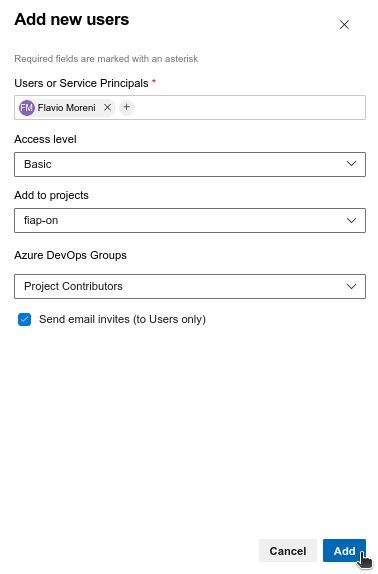 Add new users
Required fields are marked with an asterisk
Users or Service Principals *
FM Flavio Moreni
Access level
Basic
Add to projects
fiap-on
Azure DevOps Groups
Project Contributors
Send email invites (to Users only)
Cancel Add